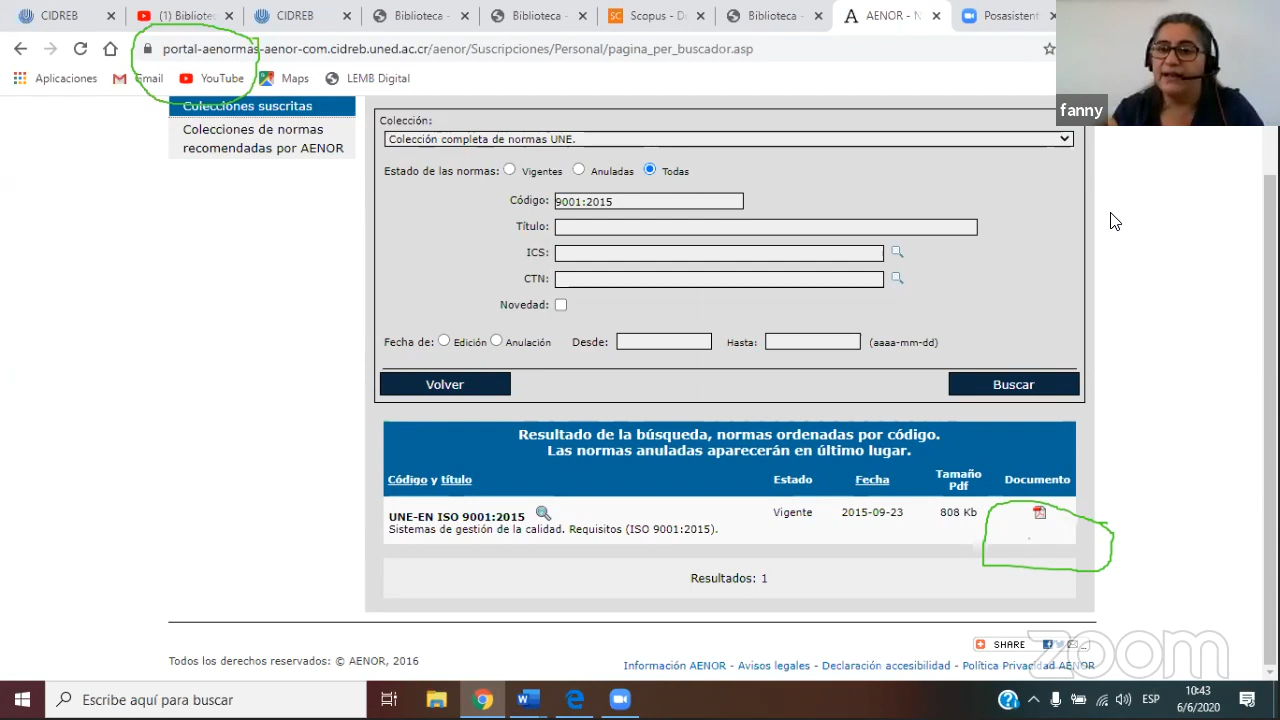 CIDREB
(1) Bibliotec
CIDREB
Biblioteca -
Biblioteca -
Scopus - Do
Biblioteca -
AENOR - N
Posasistent
portal-aenormas-aenor-com.cidreb.uned.ac.cr/aenor/Suscripciones/Personal/pagina_per_buscador.asp
Aplicaciones
Gmail
YouTube
Maps
LEMB Digital
fanny
Colecciones suscritas
Colecciones de normas
recomendadas por AENOR
Colección:
Colección completa de normas UNE.
Estado de las normas:
Vigentes
Anuladas
Todas
Código: 9001:2015
Título:
ICS:
CTN:
Novedad:
Fecha de:
Edición
Anulación
Desde:
Hasta:
(aaaa-mm-dd)
Volver
Buscar
Resultado de la búsqueda, normas ordenadas por código.
Las normas anuladas aparecerán en último lugar.
Código y título
Estado
Fecha
Tamaño
Pdf
Documento
UNE-EN ISO 9001:2015
Vigente
2015-09-23
808 Kb
Sistemas de gestión de la calidad. Requisitos (ISO 9001:2015).
Resultados: 1
SHARE
zoom
Todos los derechos reservados: © AENOR, 2016
Información AENOR - Avisos legales - Declaración accesibilidad - Política Privacidad AENOR
Escribe aquí para buscar
ESP
10:43
6/6/2020